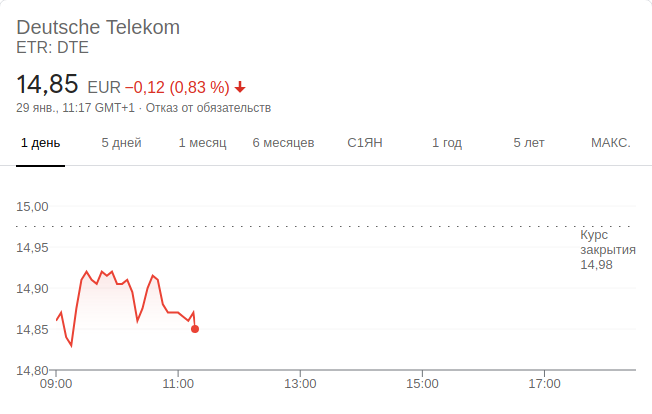 Deutsche Telekom
ETR: DTE
14,85 EUR −0,12 (0,83 %)
29 янв., 11:17 GMT+1 · Отказ от обязательств
1 день 5 дней 1 месяц 6 месяцев С1ЯН 1 год 5 лет МАКС.
15,00
Курс
закрытия
14,98
14,95
14,90
14,85
14,80
09:00 11:00 13:00 15:00 17:00